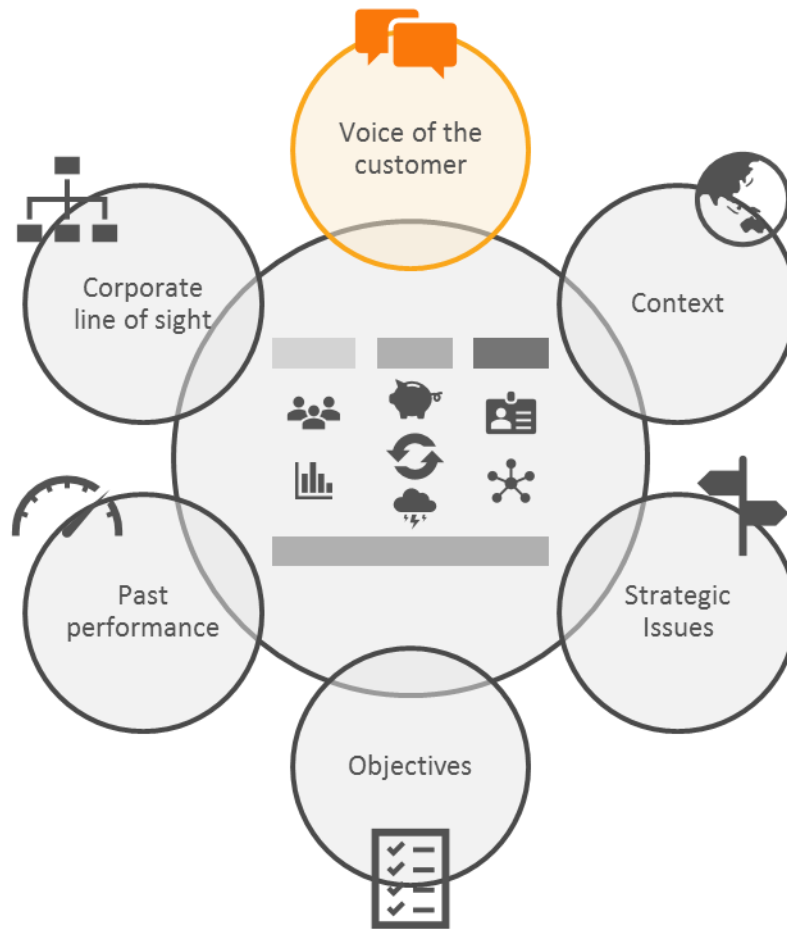 Voice of the
customer
Corporate
line of sight
Context
Past
performance
Strategic
Issues
Objectives